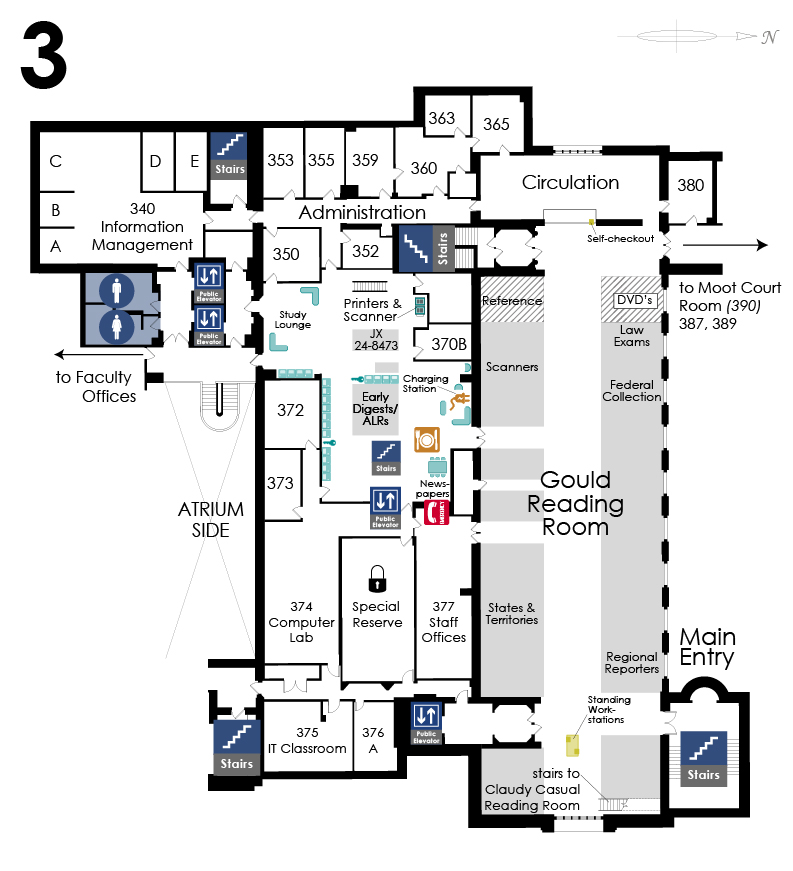 3
N
363
365
C
D
E
Stairs
353
355
359
360
Circulation
380
B
340
Information
Management
Administration
A
350
352
Stairs
Self-checkout
Public
Elevator
Public
Elevator
Study
Lounge
Printers &
Scanner
JX
24-8473
370B
Reference
DVD's
to Moot Court
Room (390)
387, 389
Law
Exams
to Faculty
Offices
Scanners
Charging
Station
Federal
Collection
372
Early
Digests/
ALRs
Stairs
373
News-
papers
Public
Elevator
EMERGENCY
Gould
Reading
Room
ATRIUM
SIDE
374
Computer
Lab
Special
Reserve
377
Staff
Offices
States &
Territories
Regional
Reporters
Main
Entry
Standing
Work-
stations
Public
Elevator
375
IT Classroom
376
A
Stairs
Stairs
stairs to
Claudy Casual
Reading Room